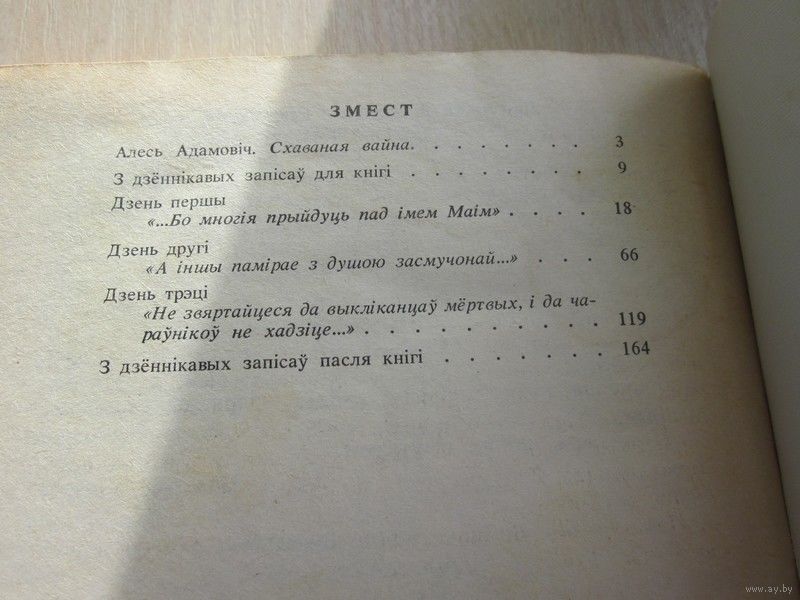 ЗМЕСТ
Алесь Адамовіч. Схаваная вайна. . . . . . . . 3
З дзённікавых запісаў для кнігі . . . . . . . . 9
Дзень першы
«...Бо многія прыйдуць пад імем Маім» . . . . 18
Дзень другі
«А іншы памірае з душою засмучонай...» . . . 66
Дзень трэці
«Не звяртайцеся да выкліканцаў мёртвых, і да ча-
раўнікоў не хадзіце...» . . . . . . . . . . 119
З дзённікавых запісаў пасля кнігі . . . . . . . 164
www.ay.by